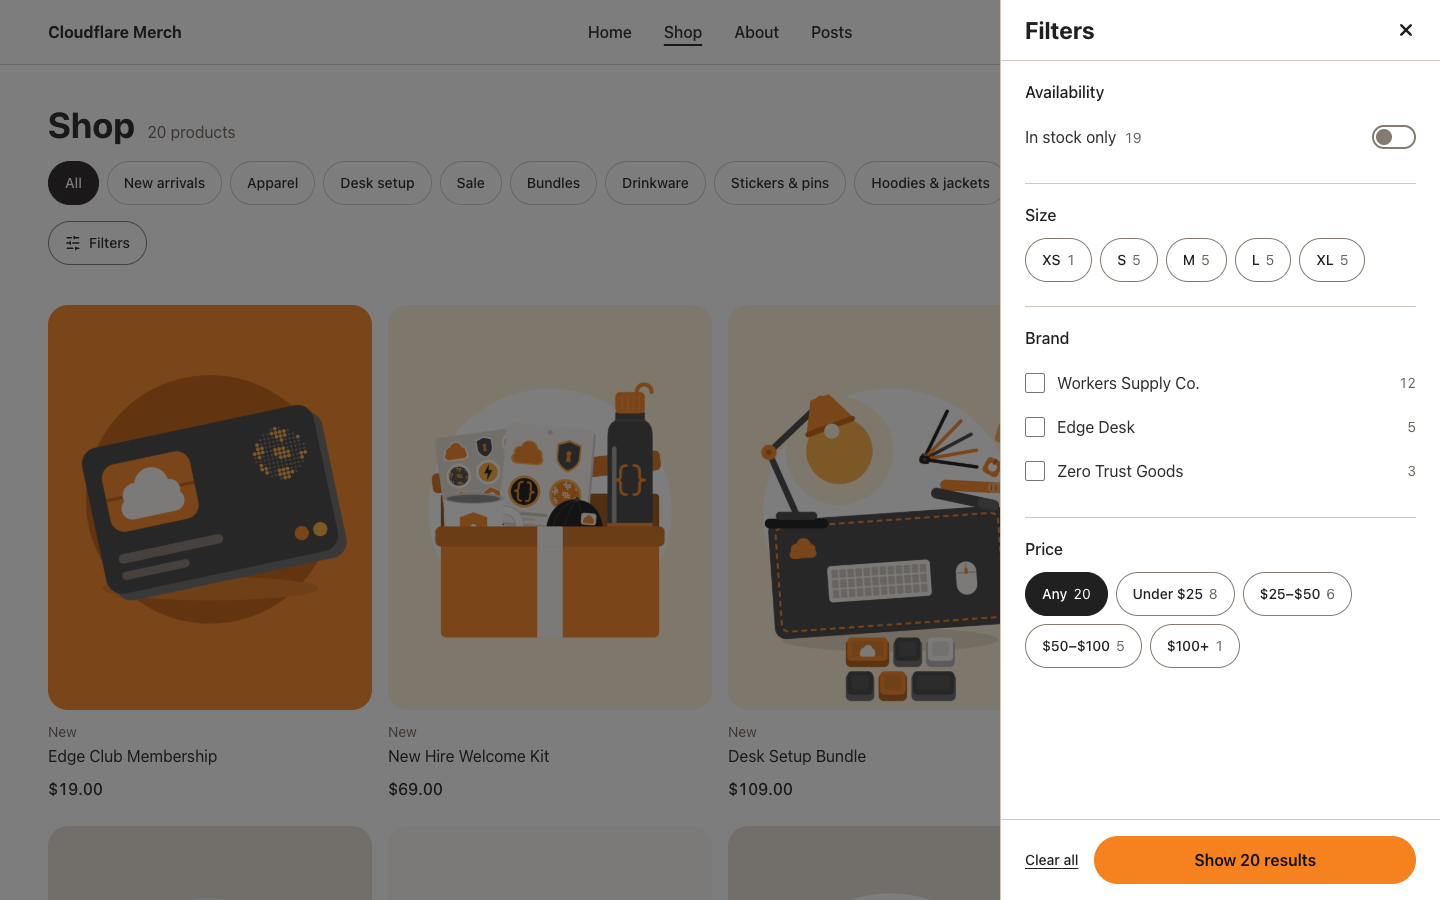 Cloudflare Merch
Home Shop About Posts
Shop 20 products
All New arrivals Apparel Desk setup Sale Bundles Drinkware Stickers & pins Hoodies & jackets
Filters
New
Edge Club Membership
$19.00
New
New Hire Welcome Kit
$69.00
New
Desk Setup Bundle
$109.00
Filters
Availability
In stock only 19
Size
XS 1 S 5 M 5 L 5 XL 5
Brand
Workers Supply Co. 12
Edge Desk 5
Zero Trust Goods 3
Price
Any 20 Under $25 8 $25–$50 6
$50–$100 5 $100+ 1
Clear all Show 20 results